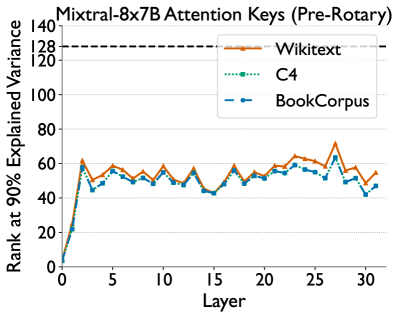 Mixtral-8x7B Attention Keys (Pre-Rotary)
Rank at 90% Explained Variance
140
128
120
100
80
60
40
20
0
Wikitext
C4
BookCorpus
0 5 10 15 20 25 30
Layer